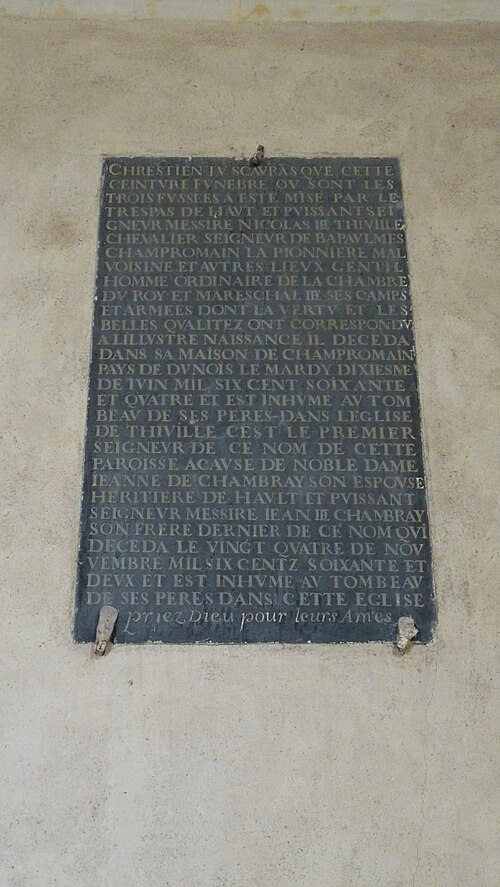 CHRESTIEN TV SCAVRAS QVE CETTE
CEINTVRE FVNEBRE OV SONT LES
TROIS FVSSEES A ESTE MISE PAR LE
TRESPAS DE HAVT ET PVISSANT SEI
GNEVR MESSIRE NICOLAS DE THIVILLE
CHEVALIER SEIGNEVR DE BAPAVLMES
CHAMPROMAIN LA PIONNIERE MAL
VOISINE ET AVTRES LIEVX GENTIL
HOMME ORDINAIRE DE LA CHAMBRE
DV ROY ET MARESCHAL DE SES CAMPS
ET ARMEES DONT LA VERTV ET LES
BELLES QVALITEZ ONT CORRESPONDV
A LILLVSTRE NAISSANCE IL DECEDA
DANS SA MAISON DE CHAMPROMAIN
PAYS DE DVNOIS LE MARDY DIXIESME
DE IVIN MIL SIX CENT SOIXANTE
ET QVATRE ET EST INHVME AV TOM
BEAV DE SES PERES DANS LEGLISE
DE THIVILLE CEST LE PREMIER
SEIGNEVR DE CE NOM DE CETTE
PAROISSE ACAVSE DE NOBLE DAME
IEANNE DE CHAMBRAY SON ESPOVSE
HERITIERE DE HAVLT ET PVISSANT
SEIGNEVR MESSIRE IEAN DE CHAMBRAY
SON FRERE DERNIER DE CE NOM QVI
DECEDA LE VINGT QVATRE DE NOV
VEMBRE MIL SIX CENTZ SOIXANTE ET
DEVX ET EST INHVME AV TOMBEAV
DE SES PERES DANS CETTE EGLISE
priez Dieu pour leurs Ames